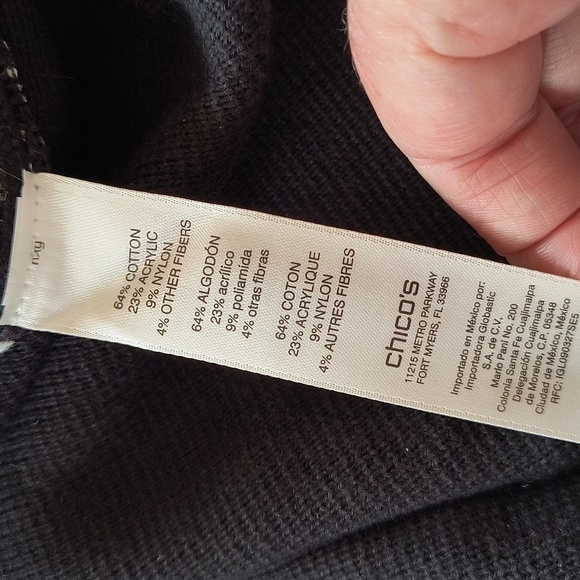 64% COTTON
23% ACRYLIC
9% NYLON
4% OTHER FIBERS
64% ALGODÓN
23% acrílico
9% poliamida
4% otras fibras
64% COTON
23% ACRYLIQUE
9% NYLON
4% AUTRES FIBRES
chico's
11215 METRO PARKWAY
FORT MYERS, FL 33966
Importado en México por:
Importadora Globastic
S.A. de C.V.
Mario Pani No. 200
Colonia Santa Fe Cuajimalpa
Delegación Cuajimalpa
de Morelos, C.P. 05348
Ciudad de México, México
RFC: IGL090327SE5